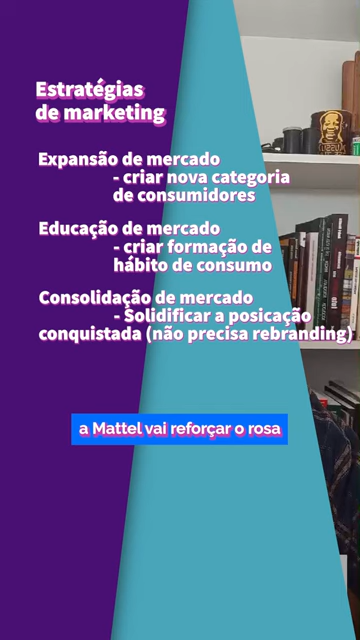 Estratégias
de marketing
Expansão de mercado
- criar nova categoria
de consumidores
Educação de mercado
- criar formação de
hábito de consumo
Consolidação de mercado
- Solidificar a posicação
conquistada (não precisa rebranding)
a Mattel vai reforçar o rosa